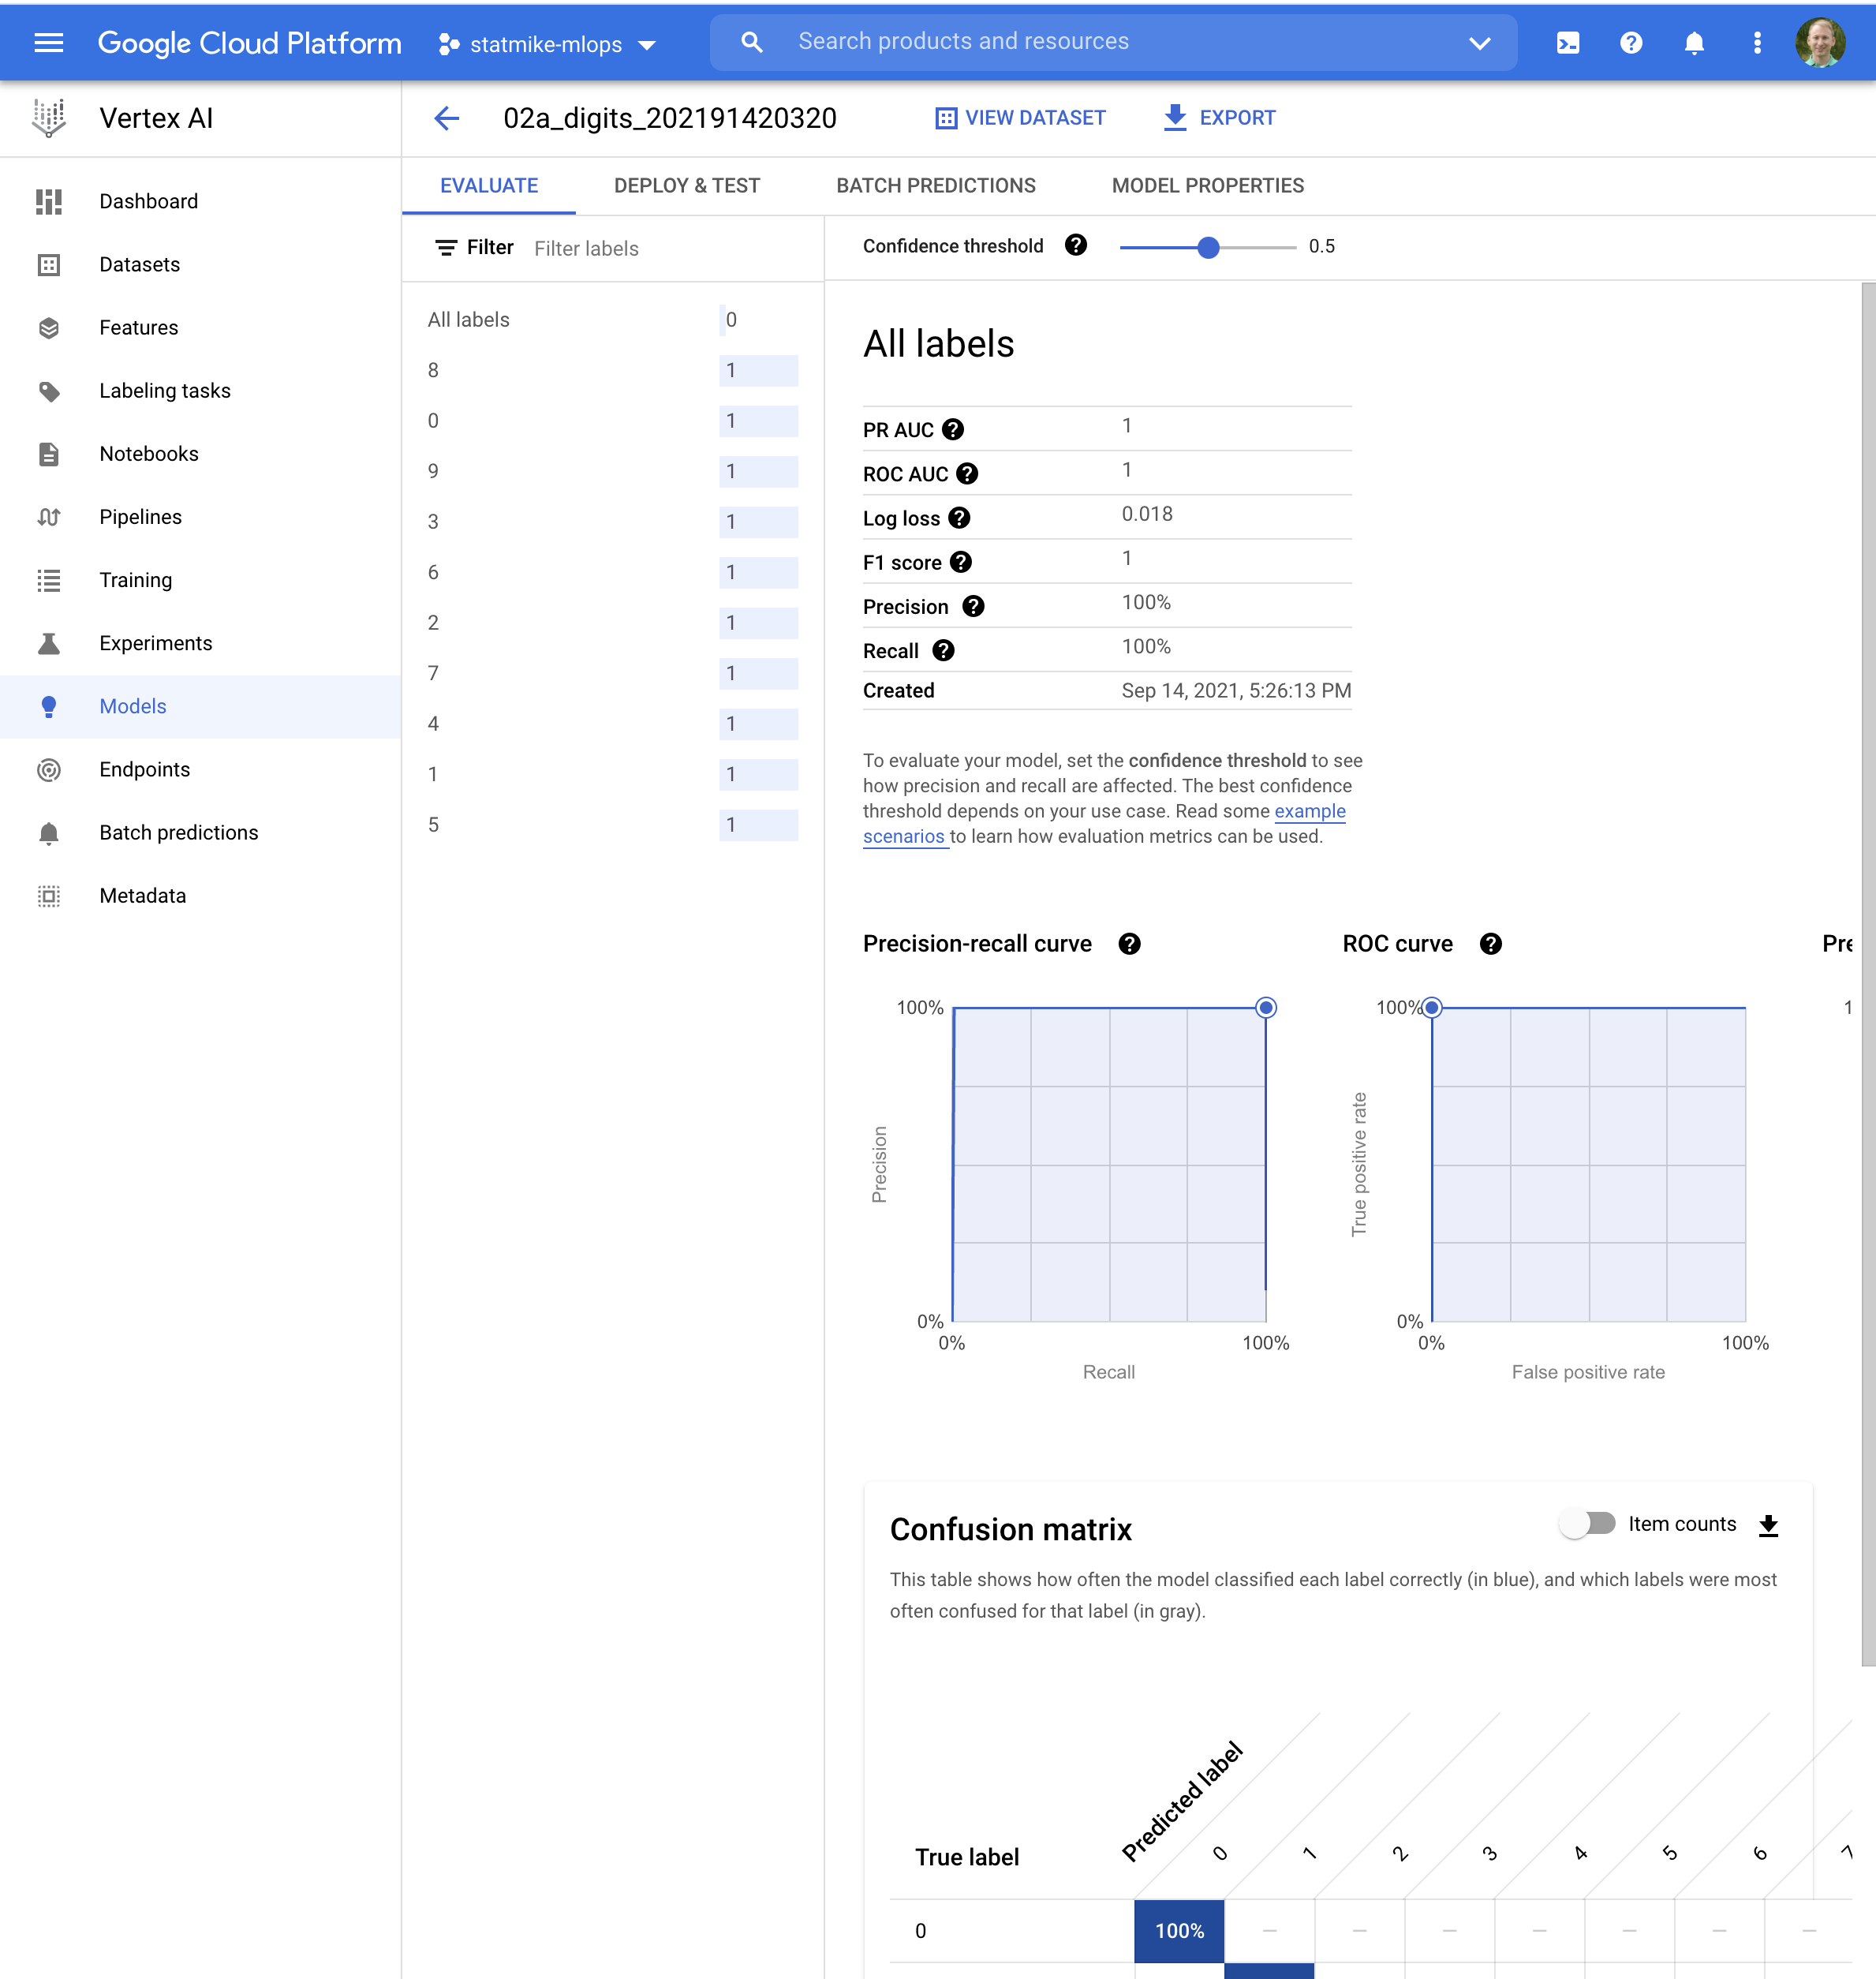 Google Cloud Platform
statmike-mlops
Search products and resources
Vertex AI
02a_digits_202191420320
VIEW DATASET
EXPORT
Dashboard
Datasets
Features
Labeling tasks
Notebooks
Pipelines
Training
Experiments
Models
Endpoints
Batch predictions
Metadata
EVALUATE
DEPLOY & TEST
BATCH PREDICTIONS
MODEL PROPERTIES
Filter Filter labels
All labels 0
8 1
0 1
9 1
3 1
6 1
2 1
7 1
4 1
1 1
5 1
Confidence threshold 0.5
All labels
PR AUC 1
ROC AUC 1
Log loss 0.018
F1 score 1
Precision 100%
Recall 100%
Created Sep 14, 2021, 5:26:13 PM
To evaluate your model, set the confidence threshold to see
how precision and recall are affected. The best confidence
threshold depends on your use case. Read some example
scenarios to learn how evaluation metrics can be used.
Precision-recall curve
100%
Precision
0%
0% 100%
Recall
ROC curve
100%
True positive rate
0%
0% 100%
False positive rate
Pre
1
Confusion matrix
Item counts
This table shows how often the model classified each label correctly (in blue), and which labels were most
often confused for that label (in gray).
Predicted label
True label 0 1 2 3 4 5 6 7
0 100% – – – – – – –